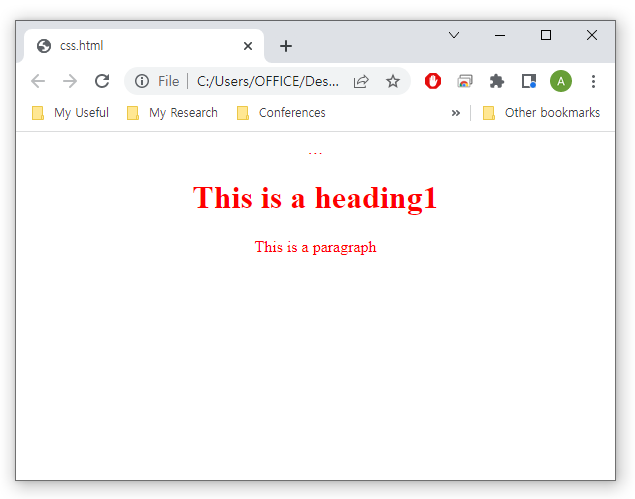 css.html
File C:/Users/OFFICE/Des...
A
My Useful My Research Conferences » Other bookmarks
...
This is a heading1
This is a paragraph